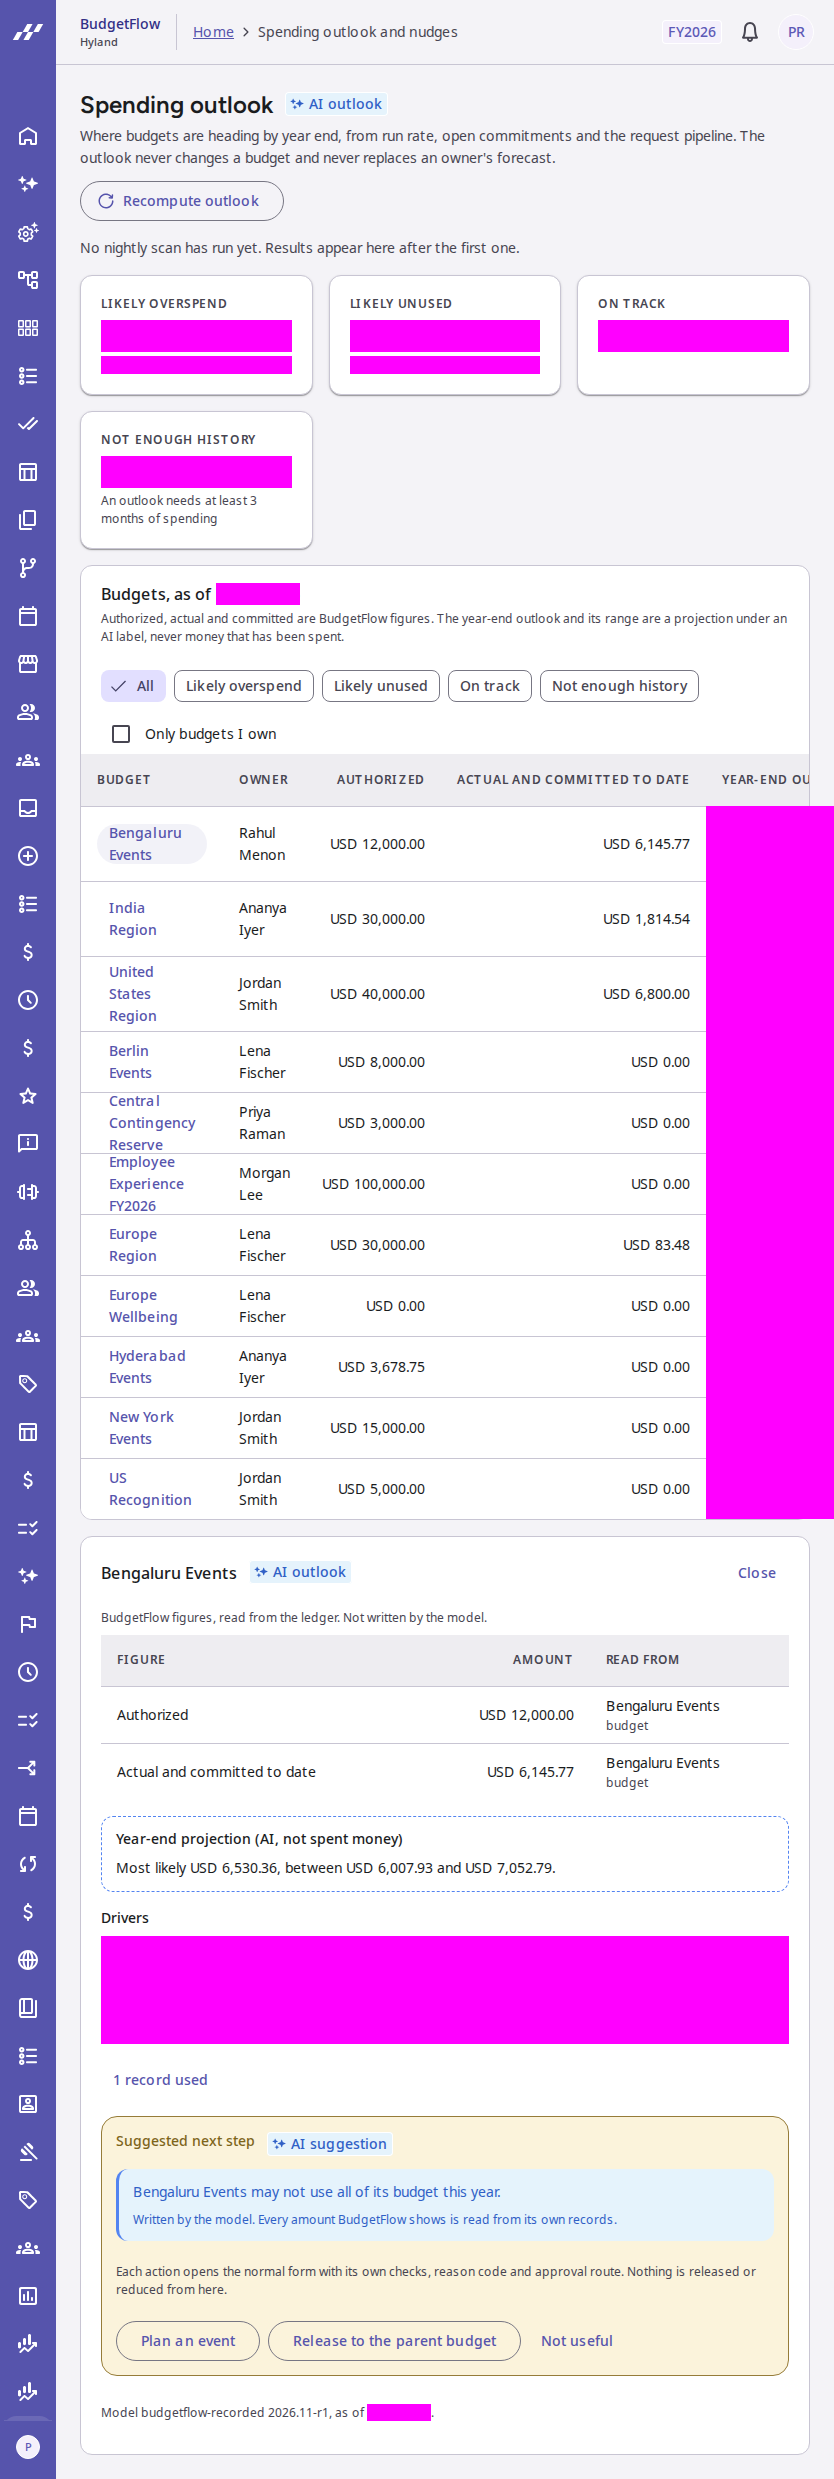 BudgetFlow
Hyland
Home > Spending outlook and nudges
FY2026
PR
Spending outlook
AI outlook
Where budgets are heading by year end, from run rate, open commitments and the request pipeline. The
outlook never changes a budget and never replaces an owner's forecast.
Recompute outlook
No nightly scan has run yet. Results appear here after the first one.
LIKELY OVERSPEND
LIKELY UNUSED
ON TRACK
NOT ENOUGH HISTORY
An outlook needs at least 3
months of spending
Budgets, as of
Authorized, actual and committed are BudgetFlow figures. The year-end outlook and its range are a projection under an
AI label, never money that has been spent.
All
Likely overspend
Likely unused
On track
Not enough history
Only budgets I own
BUDGET OWNER AUTHORIZED ACTUAL AND COMMITTED TO DATE YEAR-END OU
Bengaluru Events Rahul Menon USD 12,000.00 USD 6,145.77
India Region Ananya Iyer USD 30,000.00 USD 1,814.54
United States Region Jordan Smith USD 40,000.00 USD 6,800.00
Berlin Events Lena Fischer USD 8,000.00 USD 0.00
Central Contingency Reserve Priya Raman USD 3,000.00 USD 0.00
Employee Experience FY2026 Morgan Lee USD 100,000.00 USD 0.00
Europe Region Lena Fischer USD 30,000.00 USD 83.48
Europe Wellbeing Lena Fischer USD 0.00 USD 0.00
Hyderabad Events Ananya Iyer USD 3,678.75 USD 0.00
New York Events Jordan Smith USD 15,000.00 USD 0.00
US Recognition Jordan Smith USD 5,000.00 USD 0.00
Bengaluru Events
AI outlook
Close
BudgetFlow figures, read from the ledger. Not written by the model.
FIGURE AMOUNT READ FROM
Authorized USD 12,000.00 Bengaluru Events
budget
Actual and committed to date USD 6,145.77 Bengaluru Events
budget
Year-end projection (AI, not spent money)
Most likely USD 6,530.36, between USD 6,007.93 and USD 7,052.79.
Drivers
1 record used
Suggested next step
AI suggestion
Bengaluru Events may not use all of its budget this year.
Written by the model. Every amount BudgetFlow shows is read from its own records.
Each action opens the normal form with its own checks, reason code and approval route. Nothing is released or
reduced from here.
Plan an event
Release to the parent budget
Not useful
Model budgetflow-recorded 2026.11-r1, as of .
P